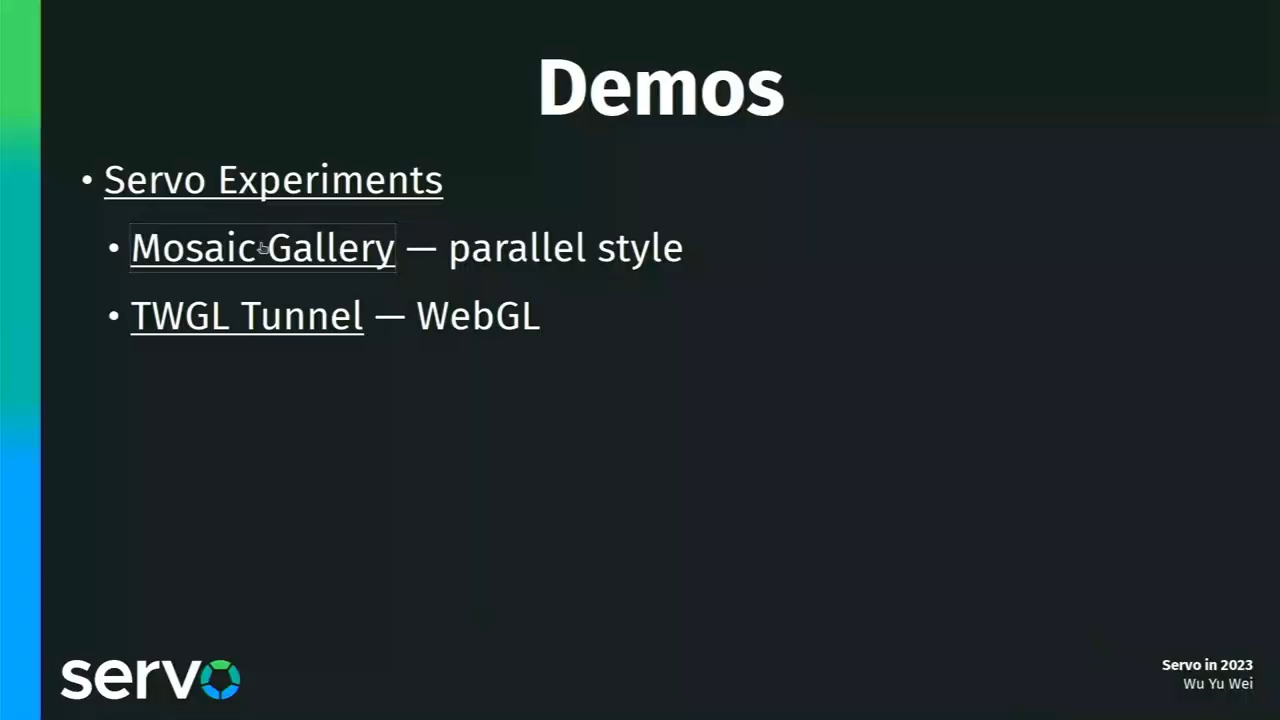 Demos
• Servo Experiments
• Mosaic Gallery — parallel style
• TWGL Tunnel — WebGL
servo
Servo in 2023
Wu Yu Wei